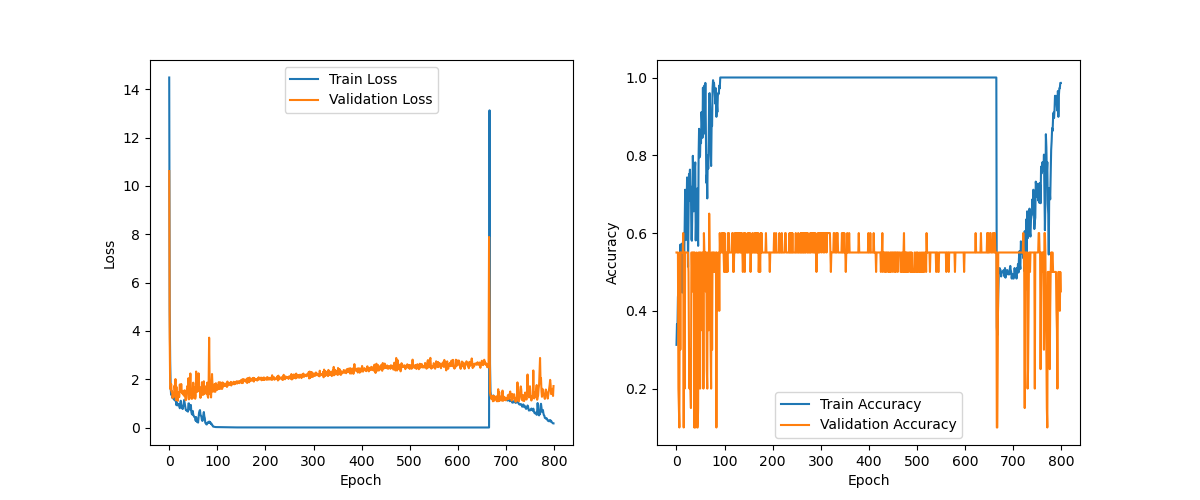 Train Loss
Validation Loss
14
12
10
8
6
4
2
0
Loss
0 100 200 300 400 500 600 700 800
Epoch
1.0
0.8
0.6
0.4
0.2
Accuracy
Train Accuracy
Validation Accuracy
0 100 200 300 400 500 600 700 800
Epoch